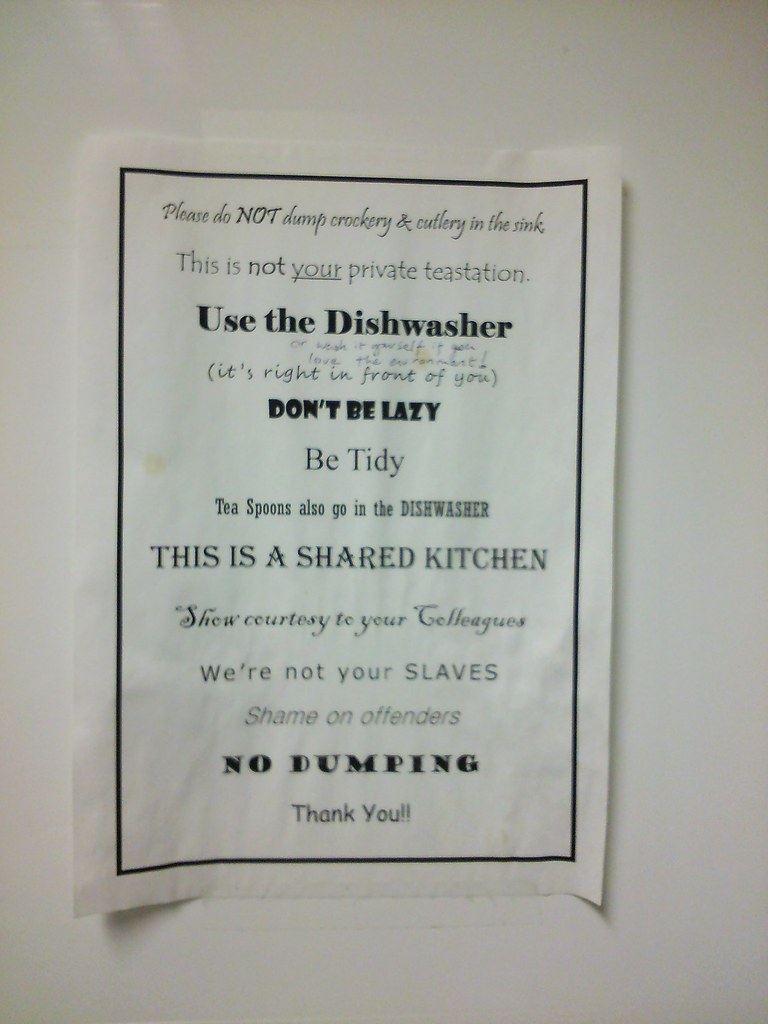 Please do NOT dump crockery & cutlery in the sink.
This is not your private teastation.
Use the Dishwasher
or wash it yourself if you
love the environment!
(it's right in front of you)
DON'T BE LAZY
Be Tidy
Tea Spoons also go in the DISHWASHER
THIS IS A SHARED KITCHEN
Show courtesy to your Colleagues
We're not your SLAVES
Shame on offenders
NO DUMPING
Thank You!!